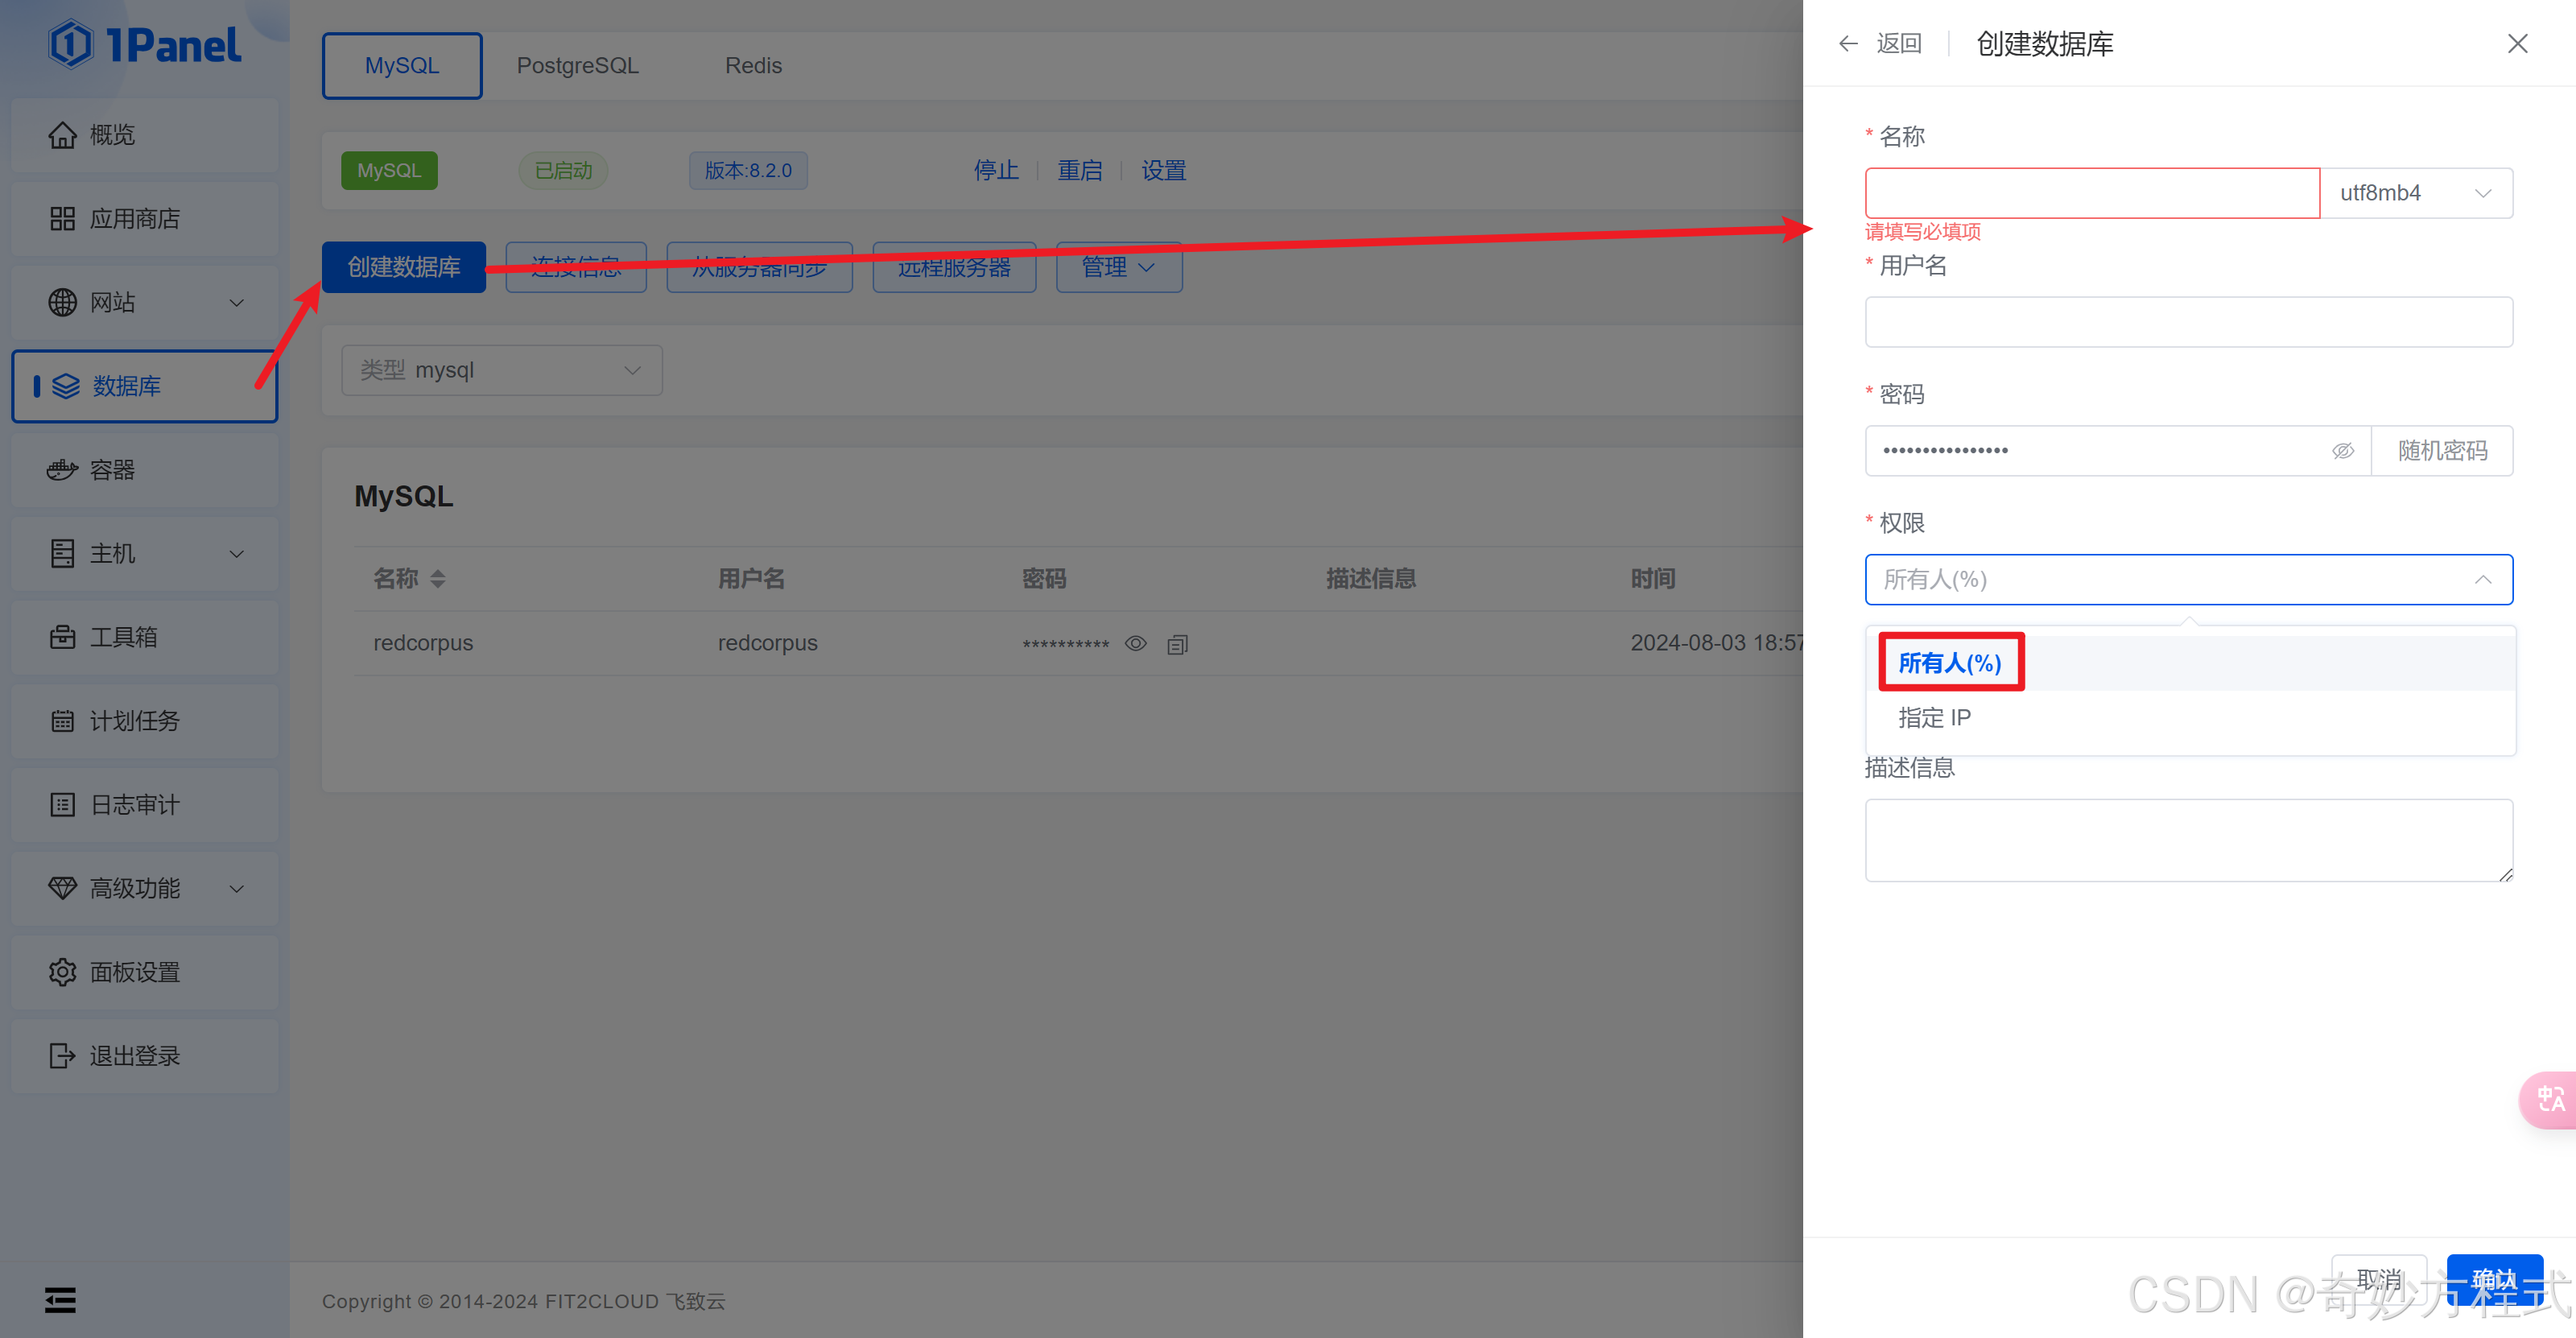 1Panel
概览
应用商店
网站
数据库
容器
主机
工具箱
计划任务
日志审计
高级功能
面板设置
退出登录
MySQL PostgreSQL Redis
MySQL 已启动 版本:8.2.0 停止 重启 设置
创建数据库 连接信息 从服务器同步 远程服务器 管理
类型 mysql
MySQL
名称 用户名 密码 描述信息 时间
redcorpus redcorpus ********** 2024-08-03 18:57
Copyright © 2014-2024 FIT2CLOUD 飞致云
返回 创建数据库
* 名称
utf8mb4
请填写必填项
* 用户名
* 密码
•••••••••••••••• 随机密码
* 权限
所有人(%)
所有人(%)
指定 IP
描述信息
中A
取消 确认
CSDN @奇妙方程式